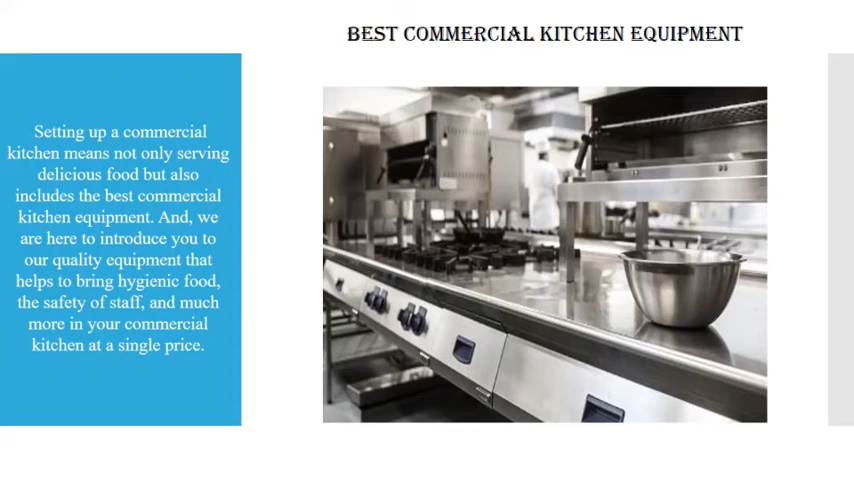 BEST COMMERCIAL KITCHEN EQUIPMENT
Setting up a commercial
kitchen means not only serving
delicious food but also
includes the best commercial
kitchen equipment. And, we
are here to introduce you to
our quality equipment that
helps to bring hygienic food,
the safety of staff, and much
more in your commercial
kitchen at a single price.